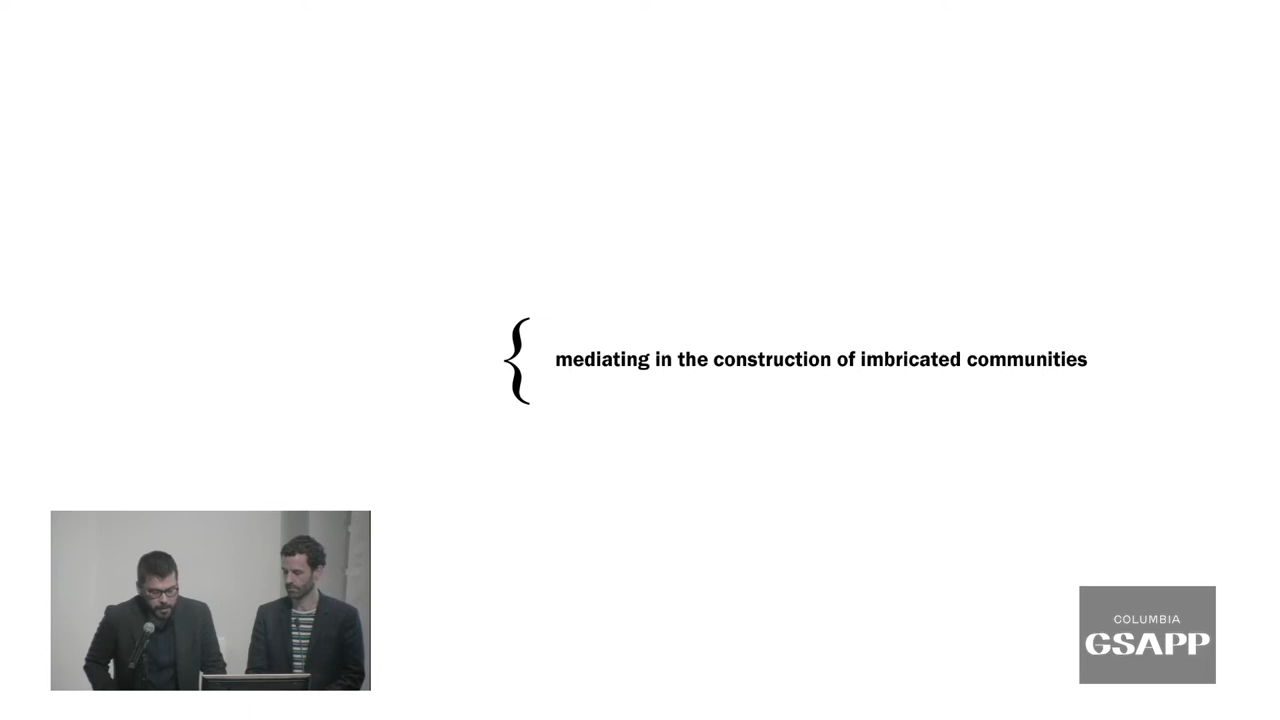 { mediating in the construction of imbricated communities
COLUMBIA
GSAPP